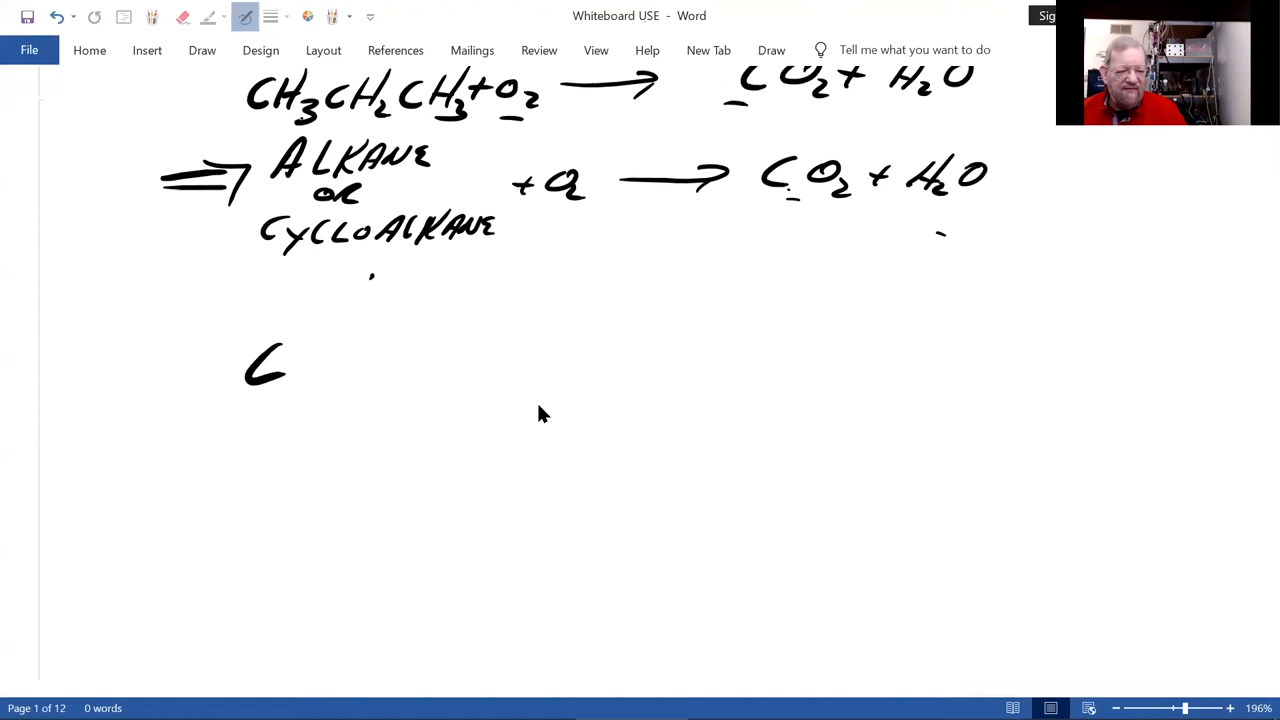 Whiteboard USE - Word
Sig
File Home Insert Draw Design Layout References Mailings Review View Help New Tab Draw Tell me what you want to do
CH3CH2CH3+O2 → CO2+ H2O
ALKANE
OR
CYCLOALKANE
+ O2 → CO2 + H2O
C
Page 1 of 12 0 words
196%